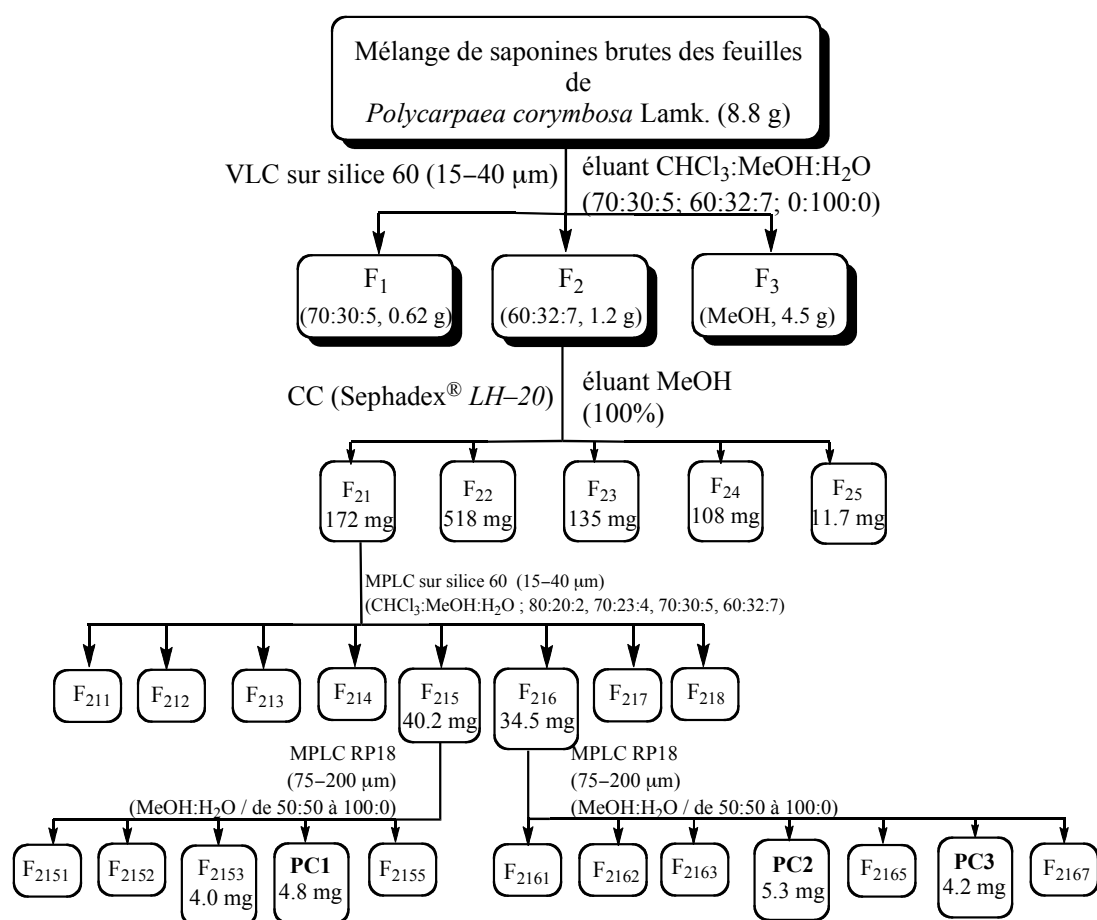 Mélange de saponines brutes des feuilles
de
Polycarpaea corymbosa Lamk. (8.8 g)
VLC sur silice 60 (15–40 μm)
éluant CHCl3:MeOH:H2O
(70:30:5; 60:32:7; 0:100:0)
F1
(70:30:5, 0.62 g)
F2
(60:32:7, 1.2 g)
F3
(MeOH, 4.5 g)
CC (Sephadex® LH–20)
éluant MeOH
(100%)
F21
172 mg
F22
518 mg
F23
135 mg
F24
108 mg
F25
11.7 mg
MPLC sur silice 60 (15–40 μm)
(CHCl3:MeOH:H2O ; 80:20:2, 70:23:4, 70:30:5, 60:32:7)
F211
F212
F213
F214
F215
40.2 mg
F216
34.5 mg
F217
F218
MPLC RP18
(75–200 μm)
(MeOH:H2O / de 50:50 à 100:0)
MPLC RP18
(75–200 μm)
(MeOH:H2O / de 50:50 à 100:0)
F2151
F2152
F2153
4.0 mg
PC1
4.8 mg
F2155
F2161
F2162
F2163
PC2
5.3 mg
F2165
PC3
4.2 mg
F2167